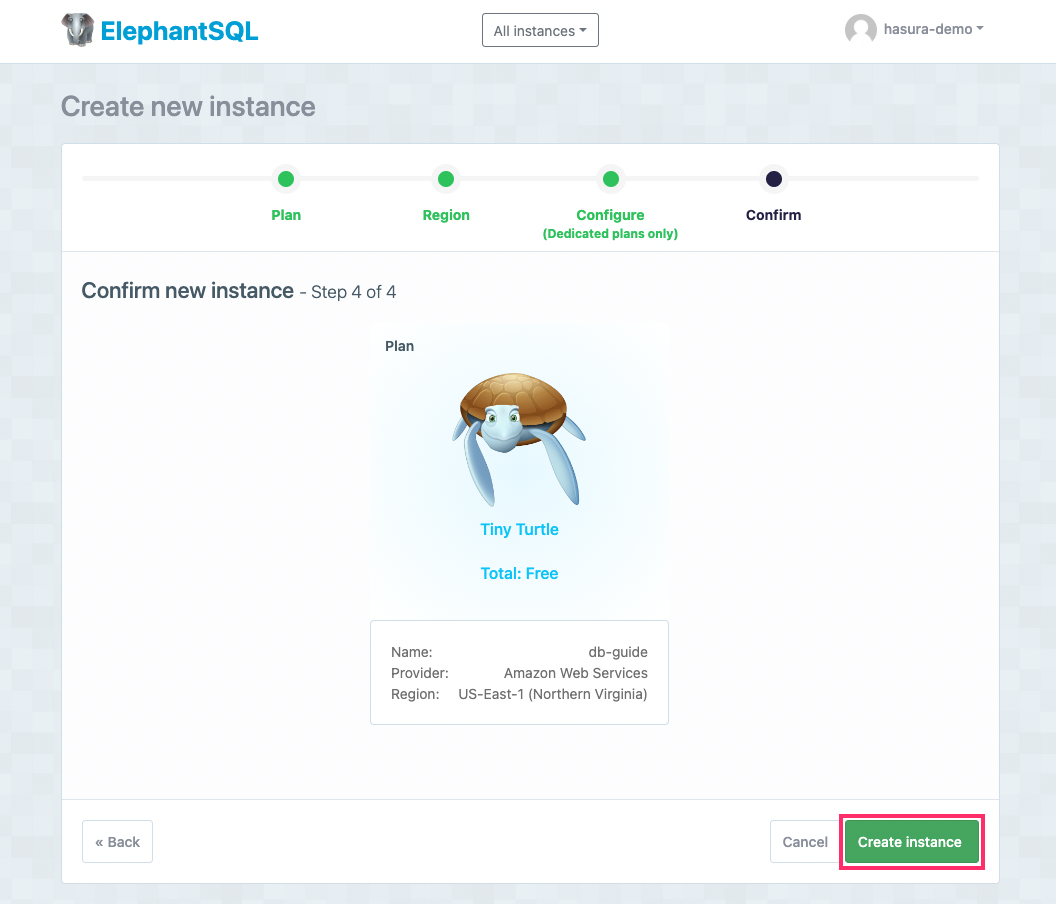 ElephantSQL
All instances
hasura-demo
Create new instance
Plan
Region
Configure
(Dedicated plans only)
Confirm
Confirm new instance - Step 4 of 4
Plan
Tiny Turtle
Total: Free
Name: db-guide
Provider: Amazon Web Services
Region: US-East-1 (Northern Virginia)
« Back
Cancel
Create instance